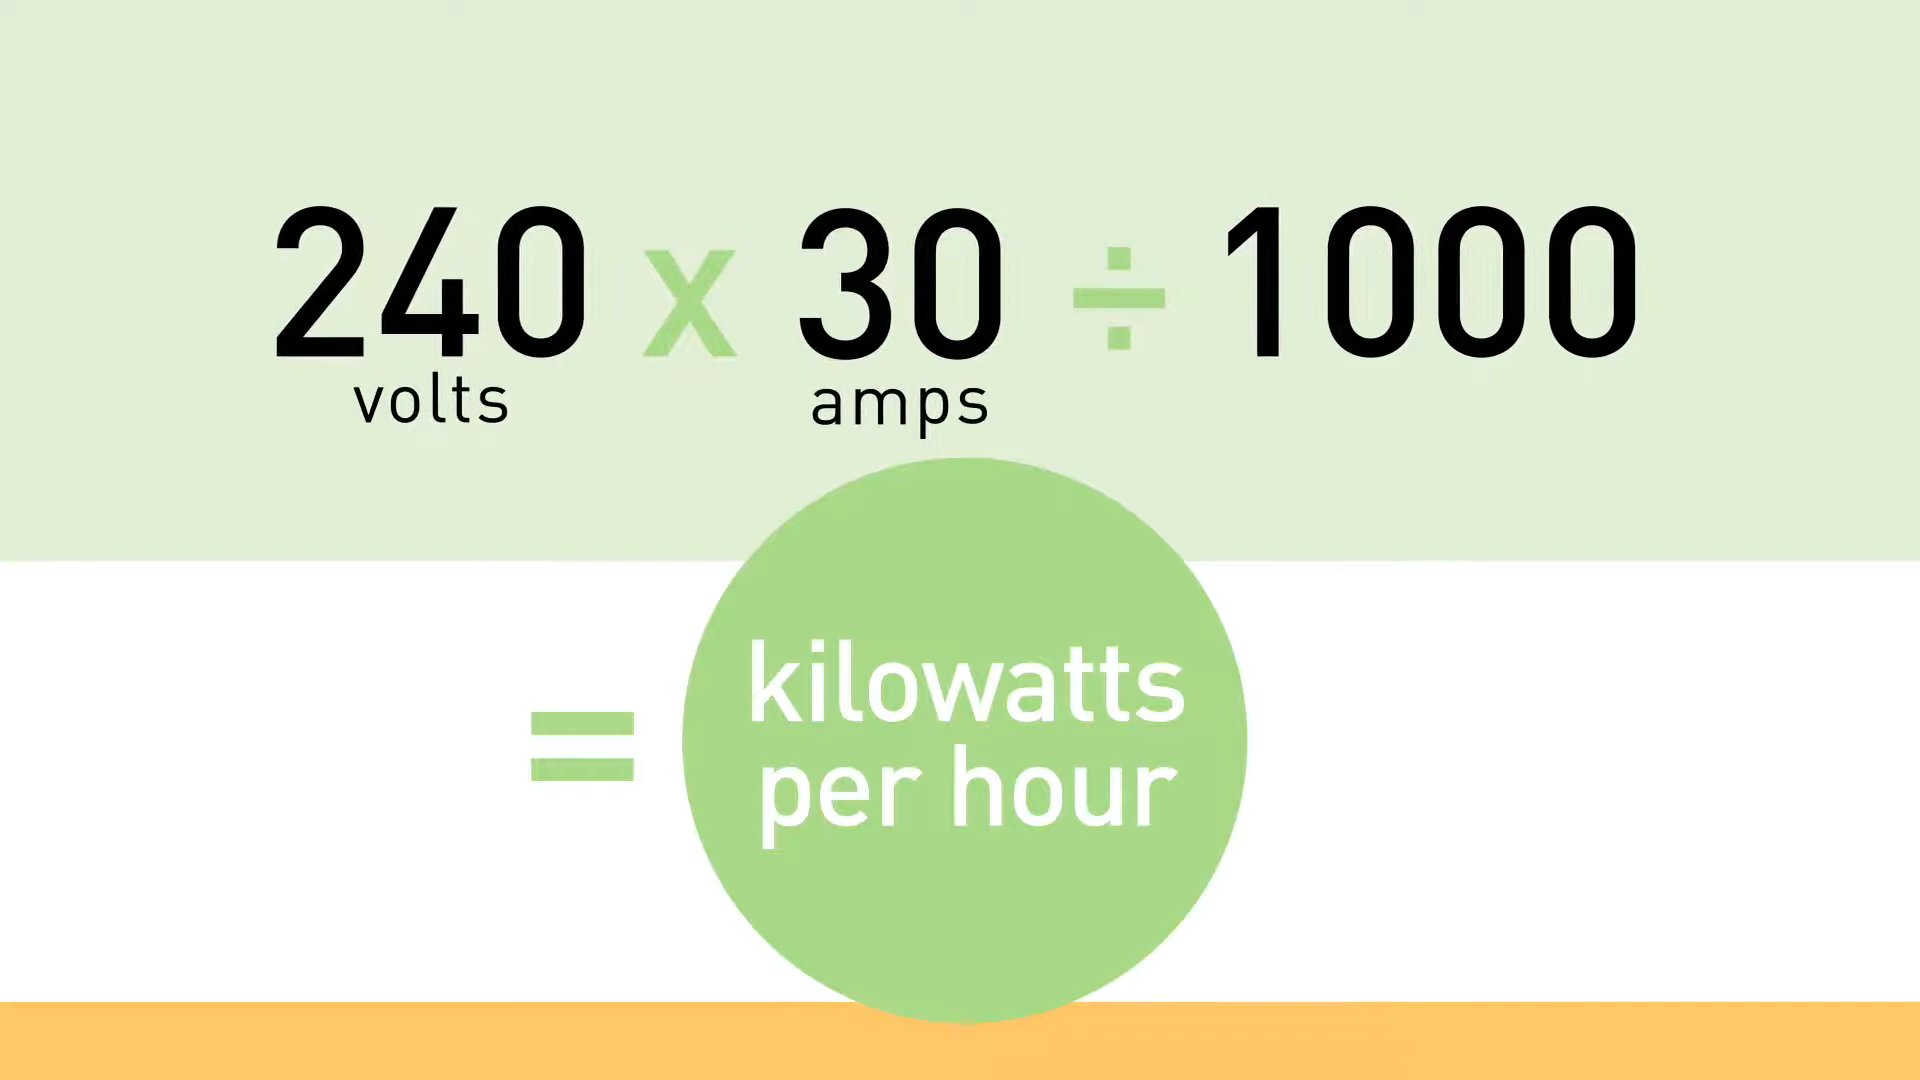 240 x 30 ÷ 1000
volts amps
= kilowatts
per hour